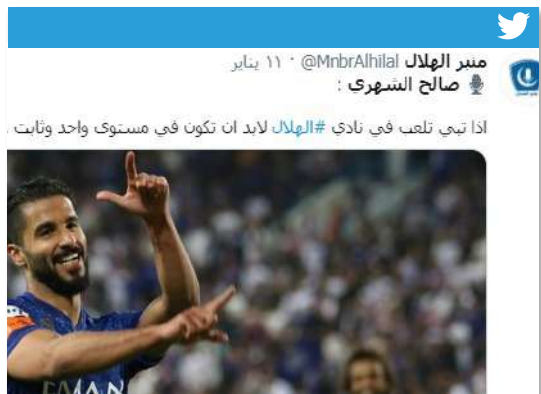 منبر الهلال @MnbrAlhilal · ١١ يناير
🎙 صالح الشهري :
اذا تبي تلعب في نادي #الهلال لابد ان تكون في مستوى واحد وثابت .
EMAN